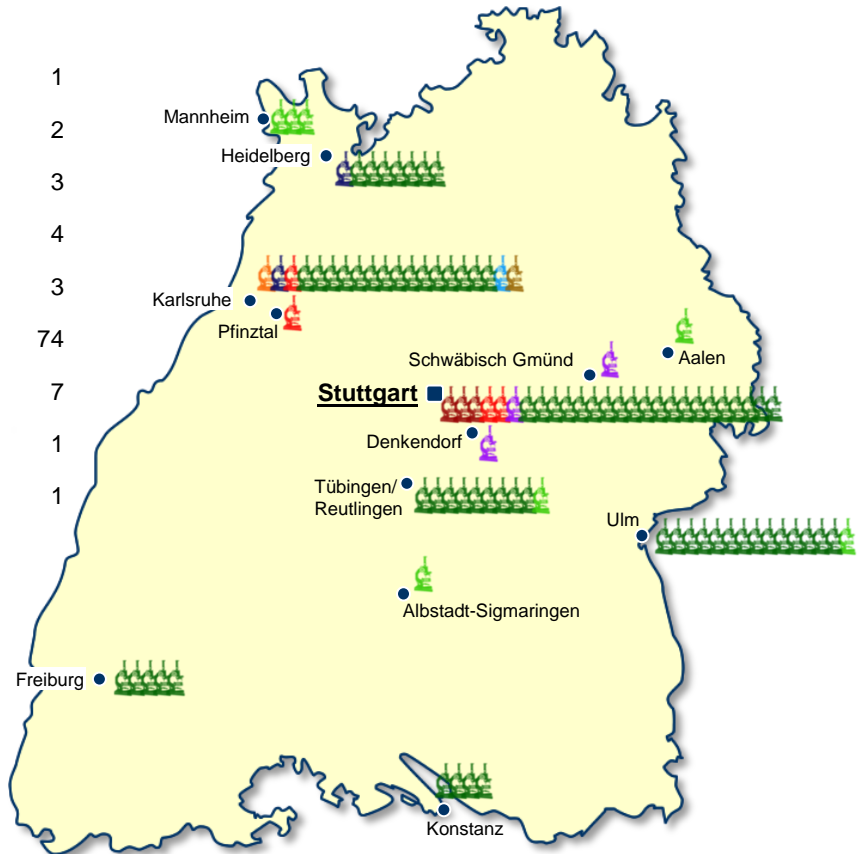 1
Mannheim
2
Heidelberg
3
4
3
Karlsruhe
Pfinztal
74
Schwäbisch Gmünd
Aalen
7
Stuttgart
Denkendorf
1
Tübingen/
Reutlingen
1
Ulm
Albstadt-Sigmaringen
Freiburg
Konstanz